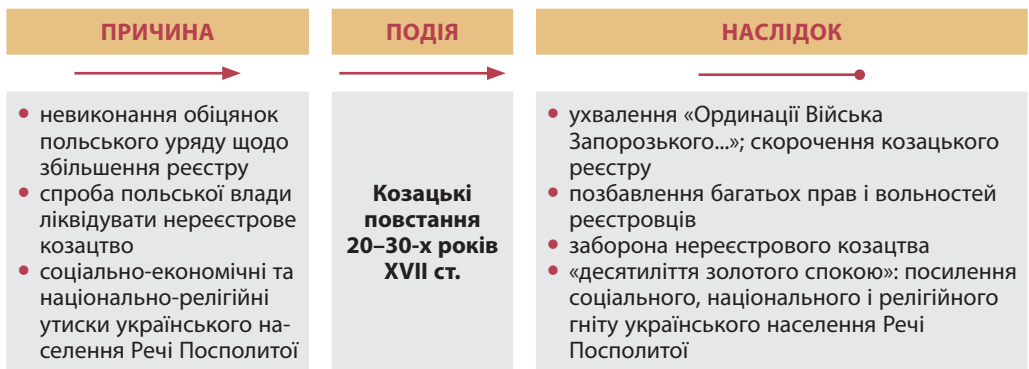 ПРИЧИНА
ПОДІЯ
НАСЛІДОК
• невиконання обіцянок
польського уряду щодо
збільшення реєстру
• спроба польської влади
ліквідувати нереєстрове
козацтво
• соціально-економічні та
національно-релігійні
утиски українського на-
селення Речі Посполитої
Козацькі
повстання
20–30-х років
XVII ст.
• ухвалення «Ординації Війська
Запорозького...»; скорочення козацького
реєстру
• позбавлення багатьох прав і вольностей
реєстровців
• заборона нереєстрового козацтва
• «десятиліття золотого спокою»: посилення
соціального, національного і релігійного
гніту українського населення Речі
Посполитої